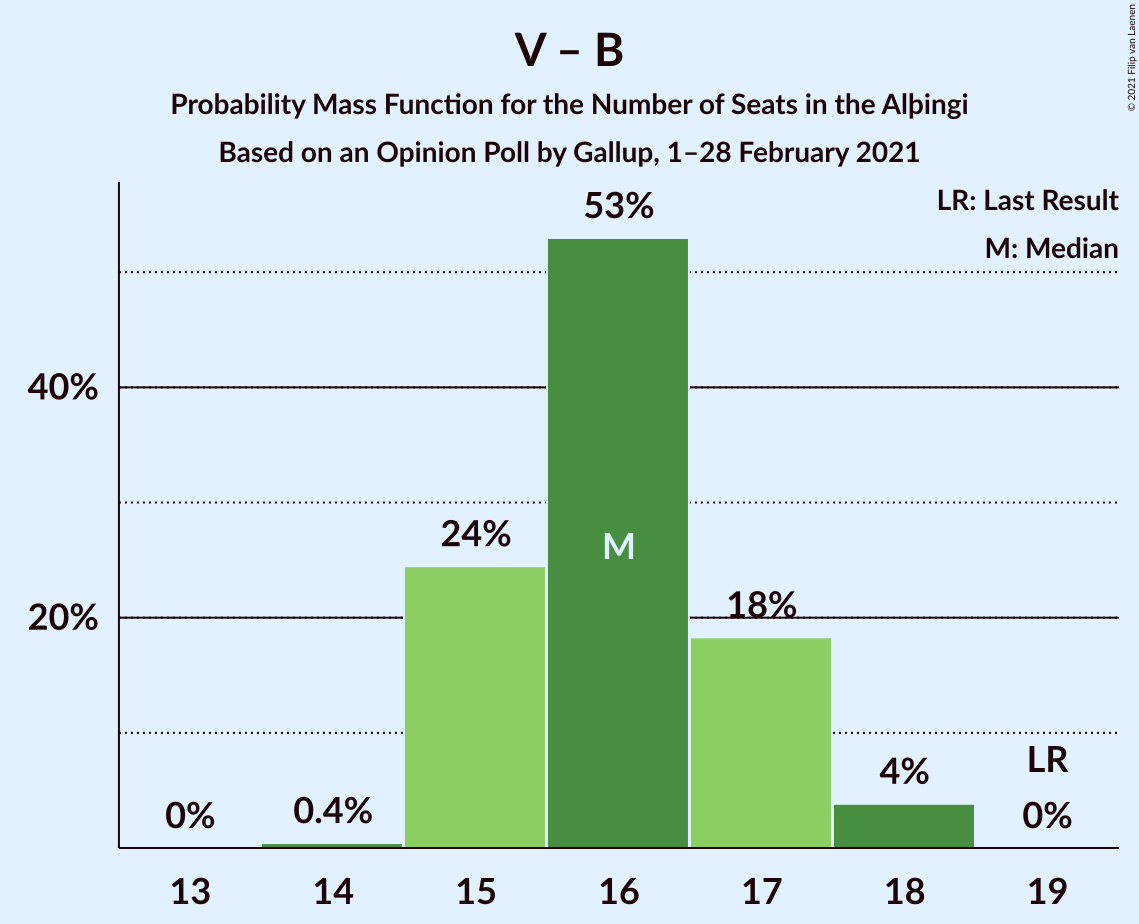 V – B
Probability Mass Function for the Number of Seats in the Alþingi
Based on an Opinion Poll by Gallup, 1–28 February 2021
© 2021 Filip van Laenen
LR: Last Result
M: Median
53%
40%
24%
M
20%
18%
LR
4%
0%
0.4%
0%
13 14 15 16 17 18 19